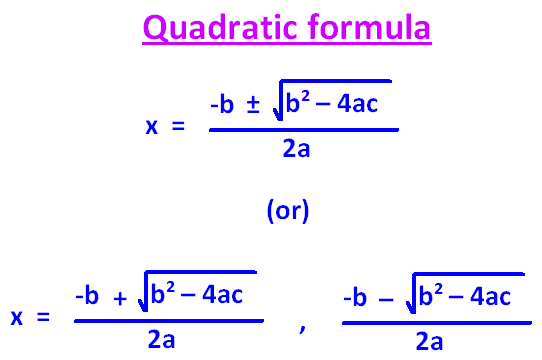 Quadratic formula
x = -b ± √b² – 4ac / 2a
(or)
x = -b + √b² – 4ac / 2a , -b – √b² – 4ac / 2a